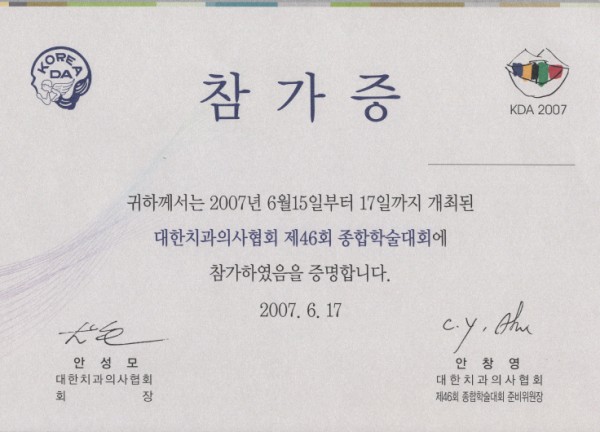 KOREA
DA
KDA 2007
참가증
귀하께서는 2007년 6월15일부터 17일까지 개최된
대한치과의사협회 제46회 종합학술대회에
참가하였음을 증명합니다.
2007. 6. 17
C. Y. Ahn
안 성 모
대한치과의사협회
회 장
안 창 영
대한치과의사협회
제46회 종합학술대회 준비위원장